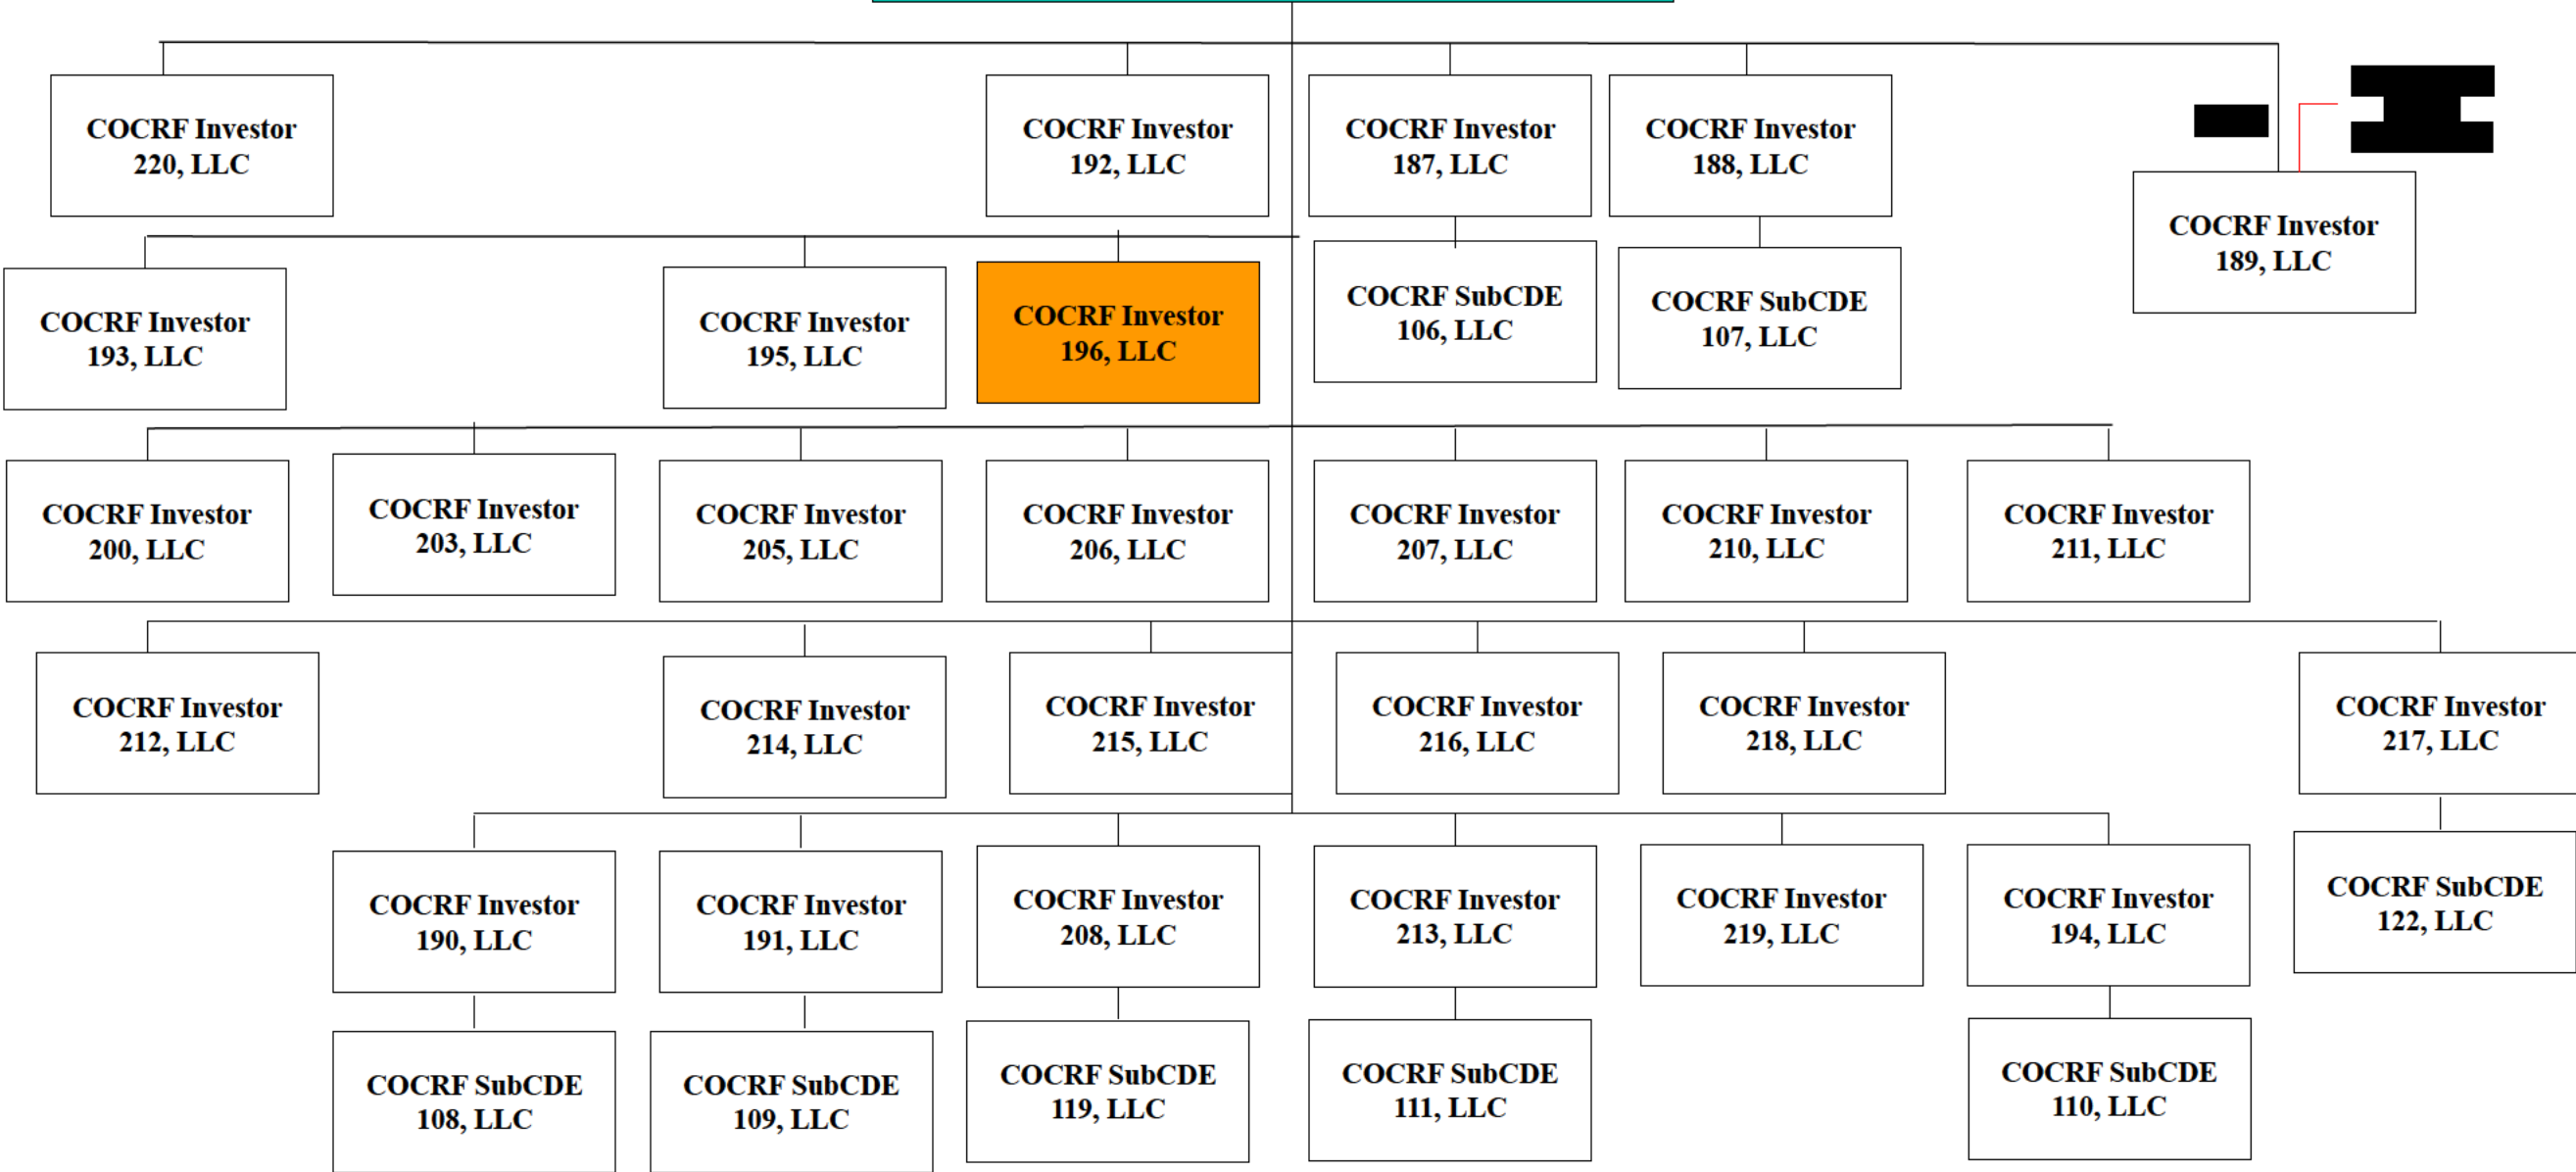 COCRF Investor
220, LLC
COCRF Investor
192, LLC
COCRF Investor
187, LLC
COCRF Investor
188, LLC
COCRF Investor
189, LLC
COCRF Investor
193, LLC
COCRF Investor
195, LLC
COCRF Investor
196, LLC
COCRF SubCDE
106, LLC
COCRF SubCDE
107, LLC
COCRF Investor
200, LLC
COCRF Investor
203, LLC
COCRF Investor
205, LLC
COCRF Investor
206, LLC
COCRF Investor
207, LLC
COCRF Investor
210, LLC
COCRF Investor
211, LLC
COCRF Investor
212, LLC
COCRF Investor
214, LLC
COCRF Investor
215, LLC
COCRF Investor
216, LLC
COCRF Investor
218, LLC
COCRF Investor
217, LLC
COCRF Investor
190, LLC
COCRF Investor
191, LLC
COCRF Investor
208, LLC
COCRF Investor
213, LLC
COCRF Investor
219, LLC
COCRF Investor
194, LLC
COCRF SubCDE
122, LLC
COCRF SubCDE
108, LLC
COCRF SubCDE
109, LLC
COCRF SubCDE
119, LLC
COCRF SubCDE
111, LLC
COCRF SubCDE
110, LLC